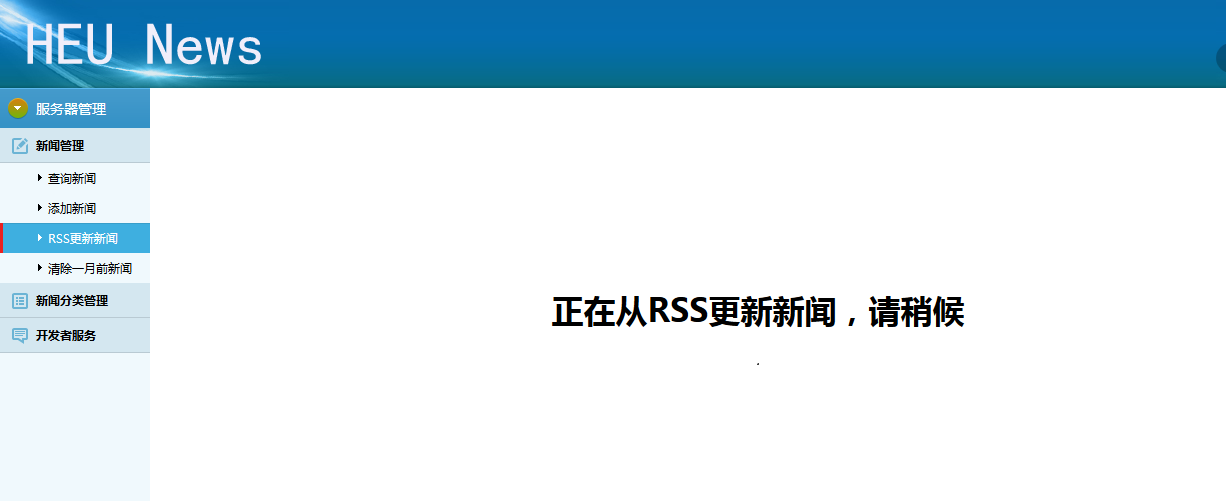 HEU News
服务器管理
新闻管理
查询新闻
添加新闻
RSS更新新闻
清除一月前新闻
新闻分类管理
开发者服务
正在从RSS更新新闻，请稍候
.